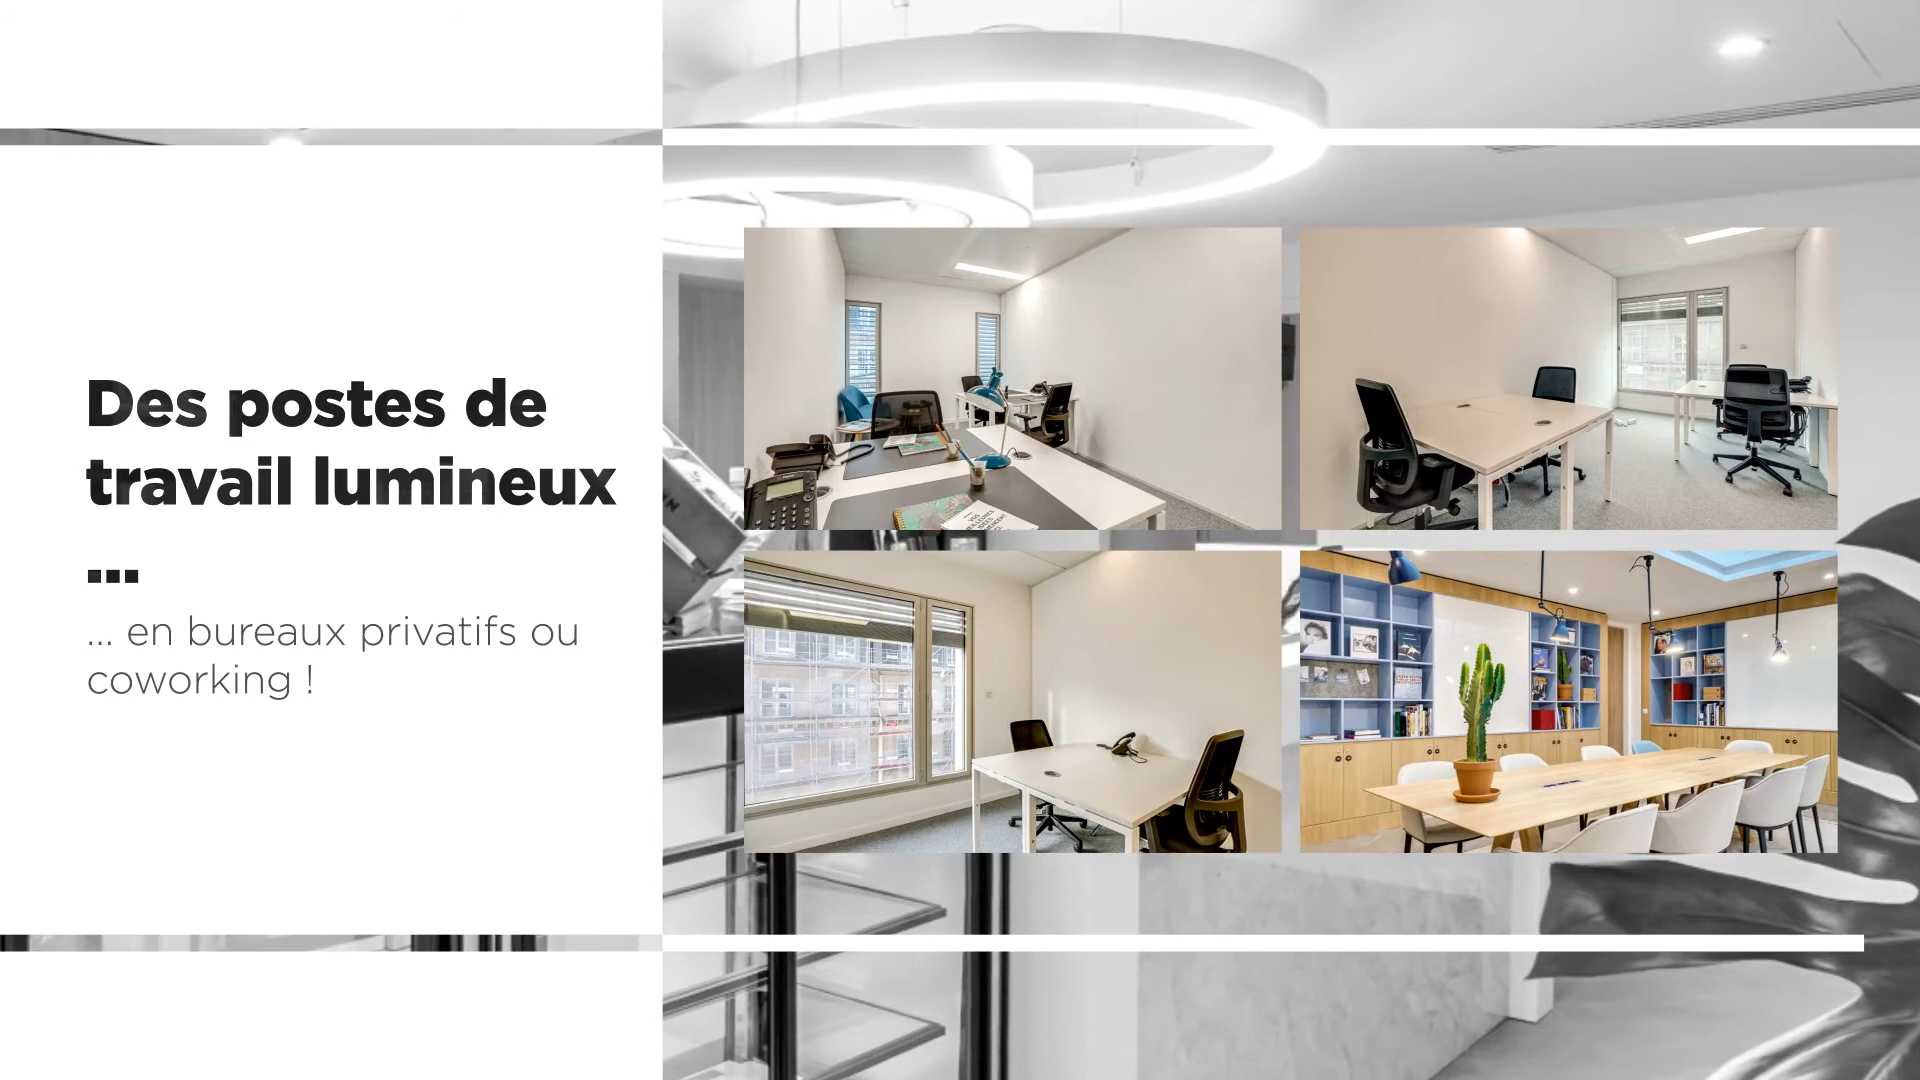 Des postes de
travail lumineux
...
... en bureaux privatifs ou
coworking !